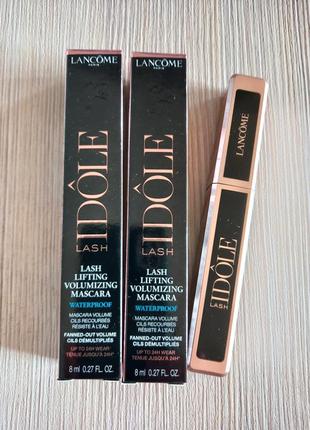 LANCÔME
PARIS
IDÔLE
LASH
LASH
LIFTING
VOLUMIZING
MASCARA
WATERPROOF
MASCARA VOLUME
CILS RECOURBÉS
RÉSISTE À L'EAU
FANNED-OUT VOLUME
CILS DÉMULTIPLIÉS
UP TO 24H WEAR
TENUE JUSQU'À 24H*
8 ml 0.27 FL. OZ.
LANCÔME
PARIS
IDÔLE
LASH
LASH
LIFTING
VOLUMIZING
MASCARA
WATERPROOF
MASCARA VOLUME
CILS RECOURBÉS
RÉSISTE À L'EAU
FANNED-OUT VOLUME
CILS DÉMULTIPLIÉS
UP TO 24H WEAR
TENUE JUSQU'À 24H*
8 ml 0.27 FL. OZ.
LANCÔME
IDÔLE
LASH